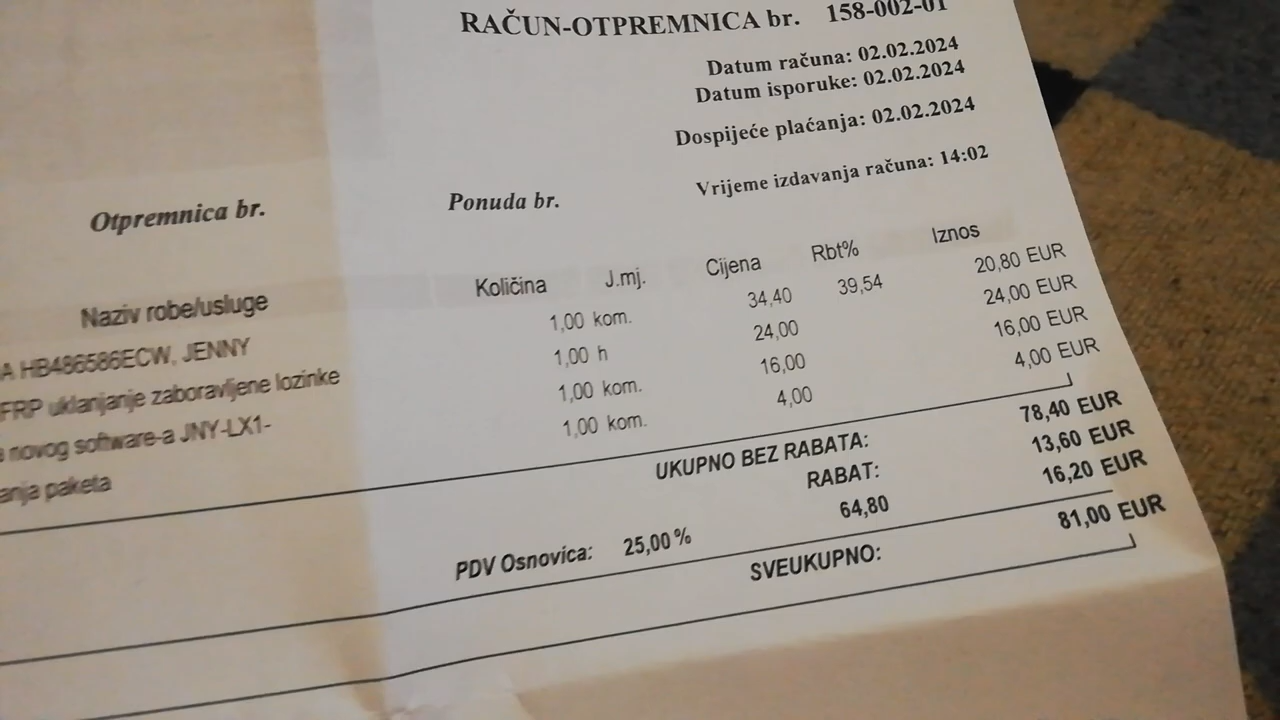 RAČUN-OTPREMNICA br. 158-002-01
Datum računa: 02.02.2024
Datum isporuke: 02.02.2024
Dospijeće plaćanja: 02.02.2024
Vrijeme izdavanja računa: 14:02
Otpremnica br. Ponuda br.
Naziv robe/usluge Količina J.mj. Cijena Rbt% Iznos
A HB486586ECW, JENNY 1,00 kom. 34,40 39,54 20,80 EUR
FRP uklanjanje zaboravljene lozinke 1,00 h 24,00 24,00 EUR
novog software-a JNY-LX1- 1,00 kom. 16,00 16,00 EUR
anja paketa 1,00 kom. 4,00 4,00 EUR
UKUPNO BEZ RABATA: 78,40 EUR
RABAT: 13,60 EUR
PDV Osnovica: 25,00% 64,80 16,20 EUR
SVEUKUPNO: 81,00 EUR